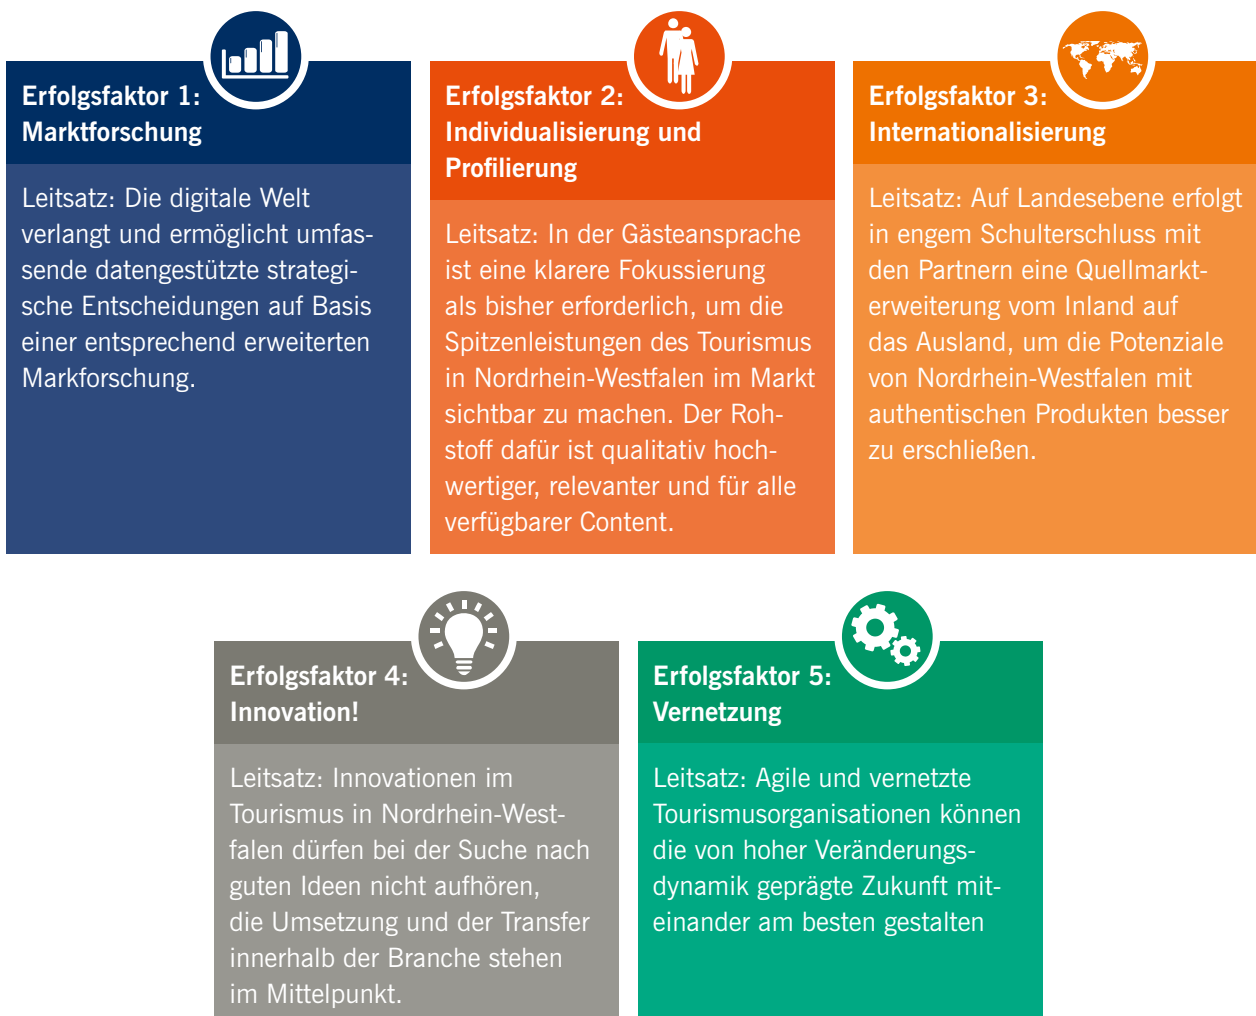 Erfolgsfaktor 1:
Marktforschung
Leitsatz: Die digitale Welt
verlangt und ermöglicht umfas-
sende datengestützte strategi-
sche Entscheidungen auf Basis
einer entsprechend erweiterten
Markforschung.
Erfolgsfaktor 2:
Individualisierung und
Profilierung
Leitsatz: In der Gästeansprache
ist eine klarere Fokussierung
als bisher erforderlich, um die
Spitzenleistungen des Tourismus
in Nordrhein-Westfalen im Markt
sichtbar zu machen. Der Roh-
stoff dafür ist qualitativ hoch-
wertiger, relevanter und für alle
verfügbarer Content.
Erfolgsfaktor 3:
Internationalisierung
Leitsatz: Auf Landesebene erfolgt
in engem Schulterschluss mit
den Partnern eine Quellmarkt-
erweiterung vom Inland auf
das Ausland, um die Potenziale
von Nordrhein-Westfalen mit
authentischen Produkten besser
zu erschließen.
Erfolgsfaktor 4:
Innovation!
Leitsatz: Innovationen im
Tourismus in Nordrhein-West-
falen dürfen bei der Suche nach
guten Ideen nicht aufhören,
die Umsetzung und der Transfer
innerhalb der Branche stehen
im Mittelpunkt.
Erfolgsfaktor 5:
Vernetzung
Leitsatz: Agile und vernetzte
Tourismusorganisationen können
die von hoher Veränderungs-
dynamik geprägte Zukunft mit-
einander am besten gestalten